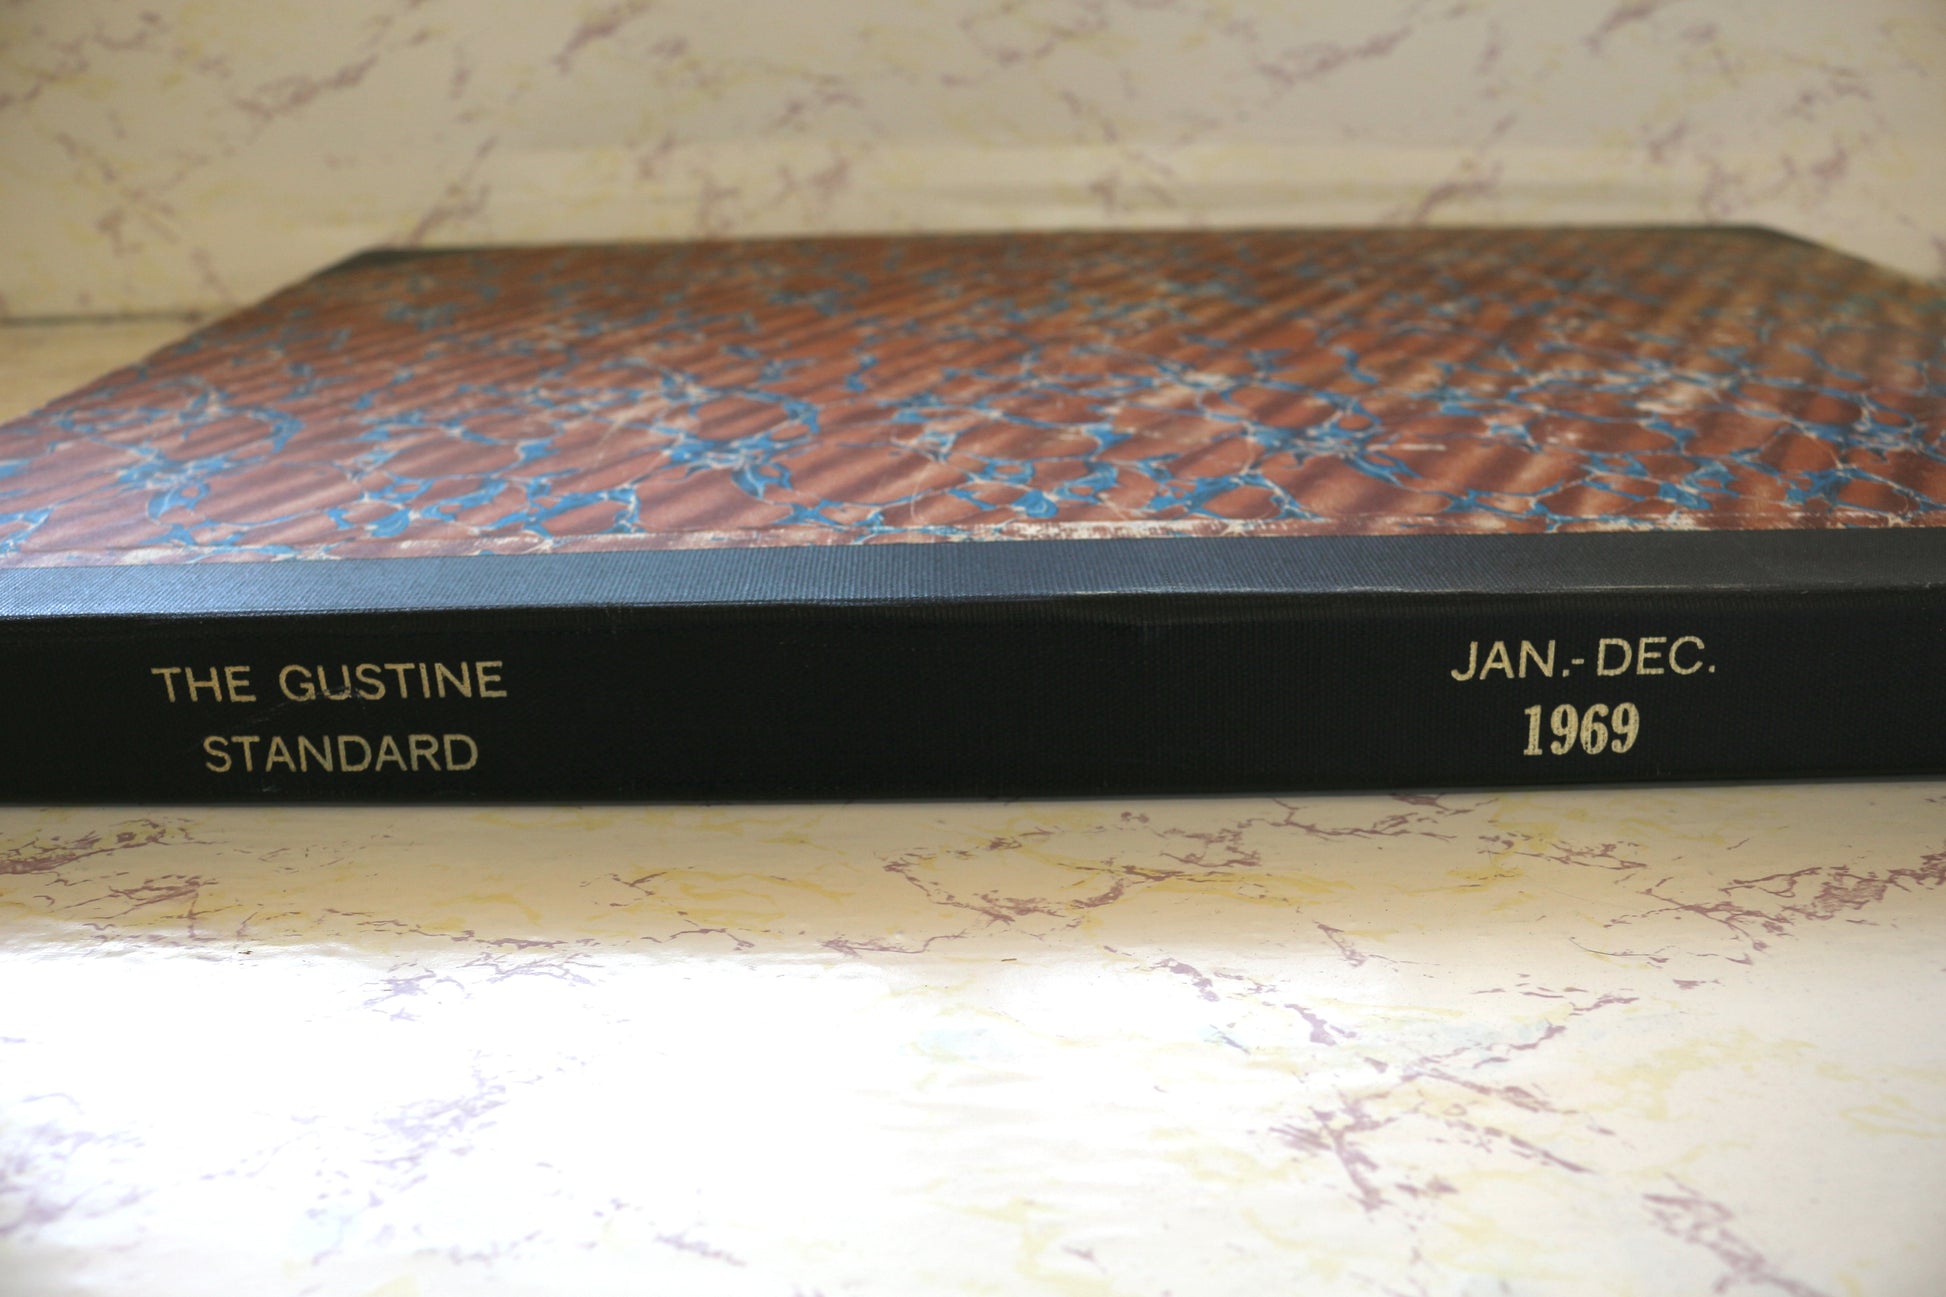 THE GUSTINE
STANDARD
JAN.-DEC.
1969